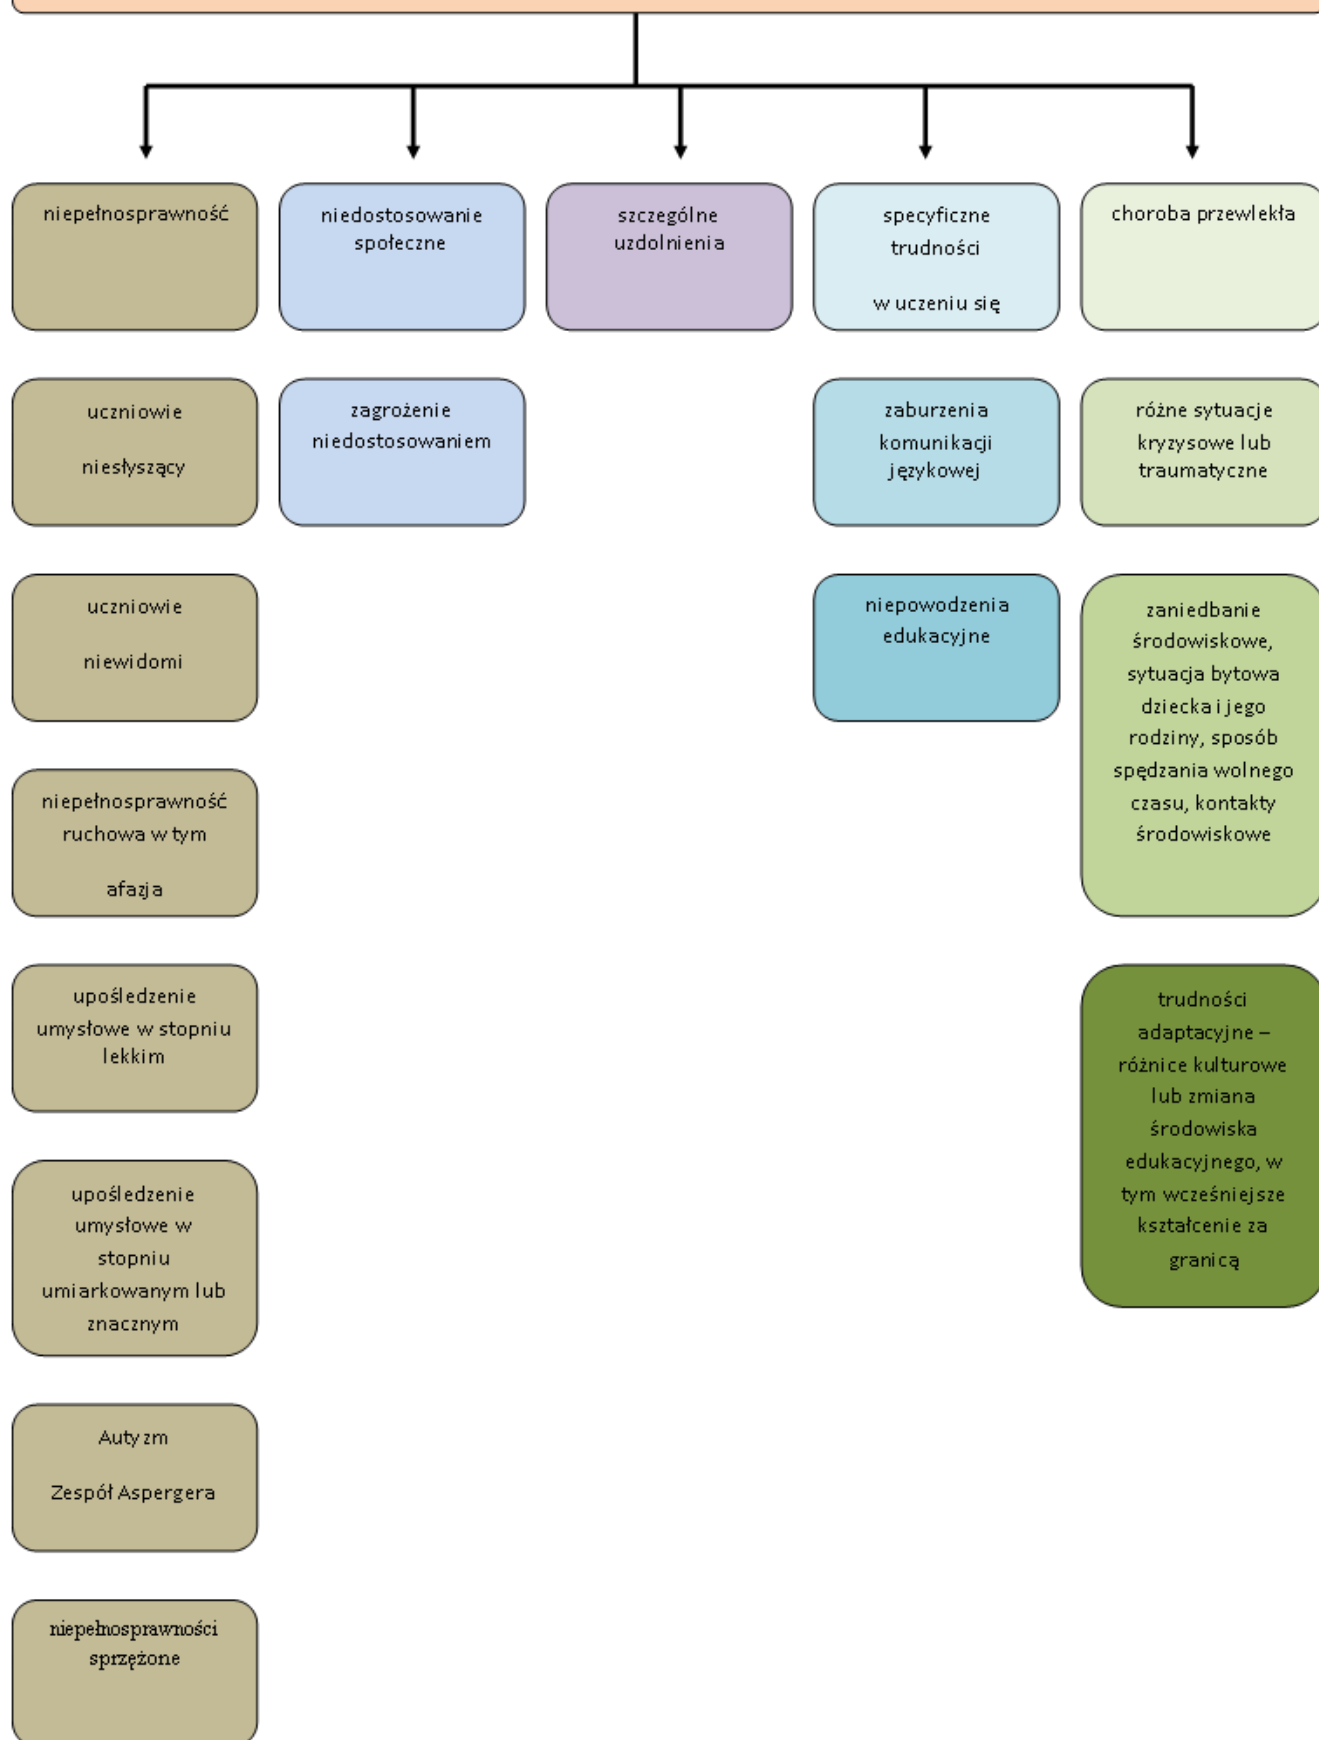 niepełnosprawność
niedostosowanie
społeczne
szczególne
uzdolnienia
specyficzne
trudności
w uczeniu się
choroba przewlekła
uczniowie
niesłyszący
zagrożenie
niedostosowaniem
zaburzenia
komunikacji
językowej
różne sytuacje
kryzysowe lub
traumatyczne
uczniowie
niewidomi
niepowodzenia
edukacyjne
zaniedbanie
środowiskowe,
sytuacja bytowa
dziecka i jego
rodziny, sposób
spędzania wolnego
czasu, kontakty
środowiskowe
niepełnosprawność
ruchowa w tym
afazja
upośledzenie
umysłowe w stopniu
lekkim
trudności
adaptacyjne –
różnice kulturowe
lub zmiana
środowiska
edukacyjnego, w
tym wcześniejsze
kształcenie za
granicą
upośledzenie
umysłowe w
stopniu
umiarkowanym lub
znacznym
Autyzm
Zespół Aspergera
niepełnosprawności
sprzężone